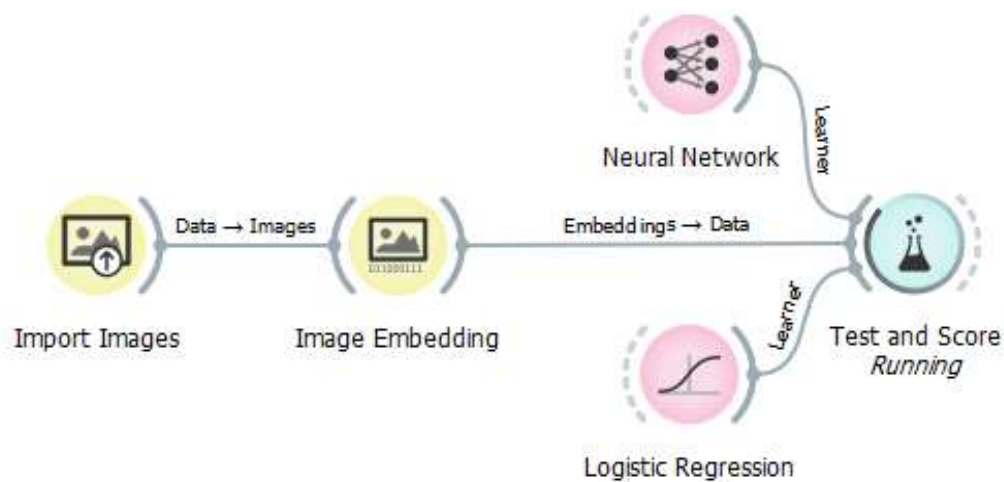 Neural Network
Learner
Data → Images
Embeddings → Data
Import Images
Image Embedding
Learner
Test and Score
Running
Logistic Regression